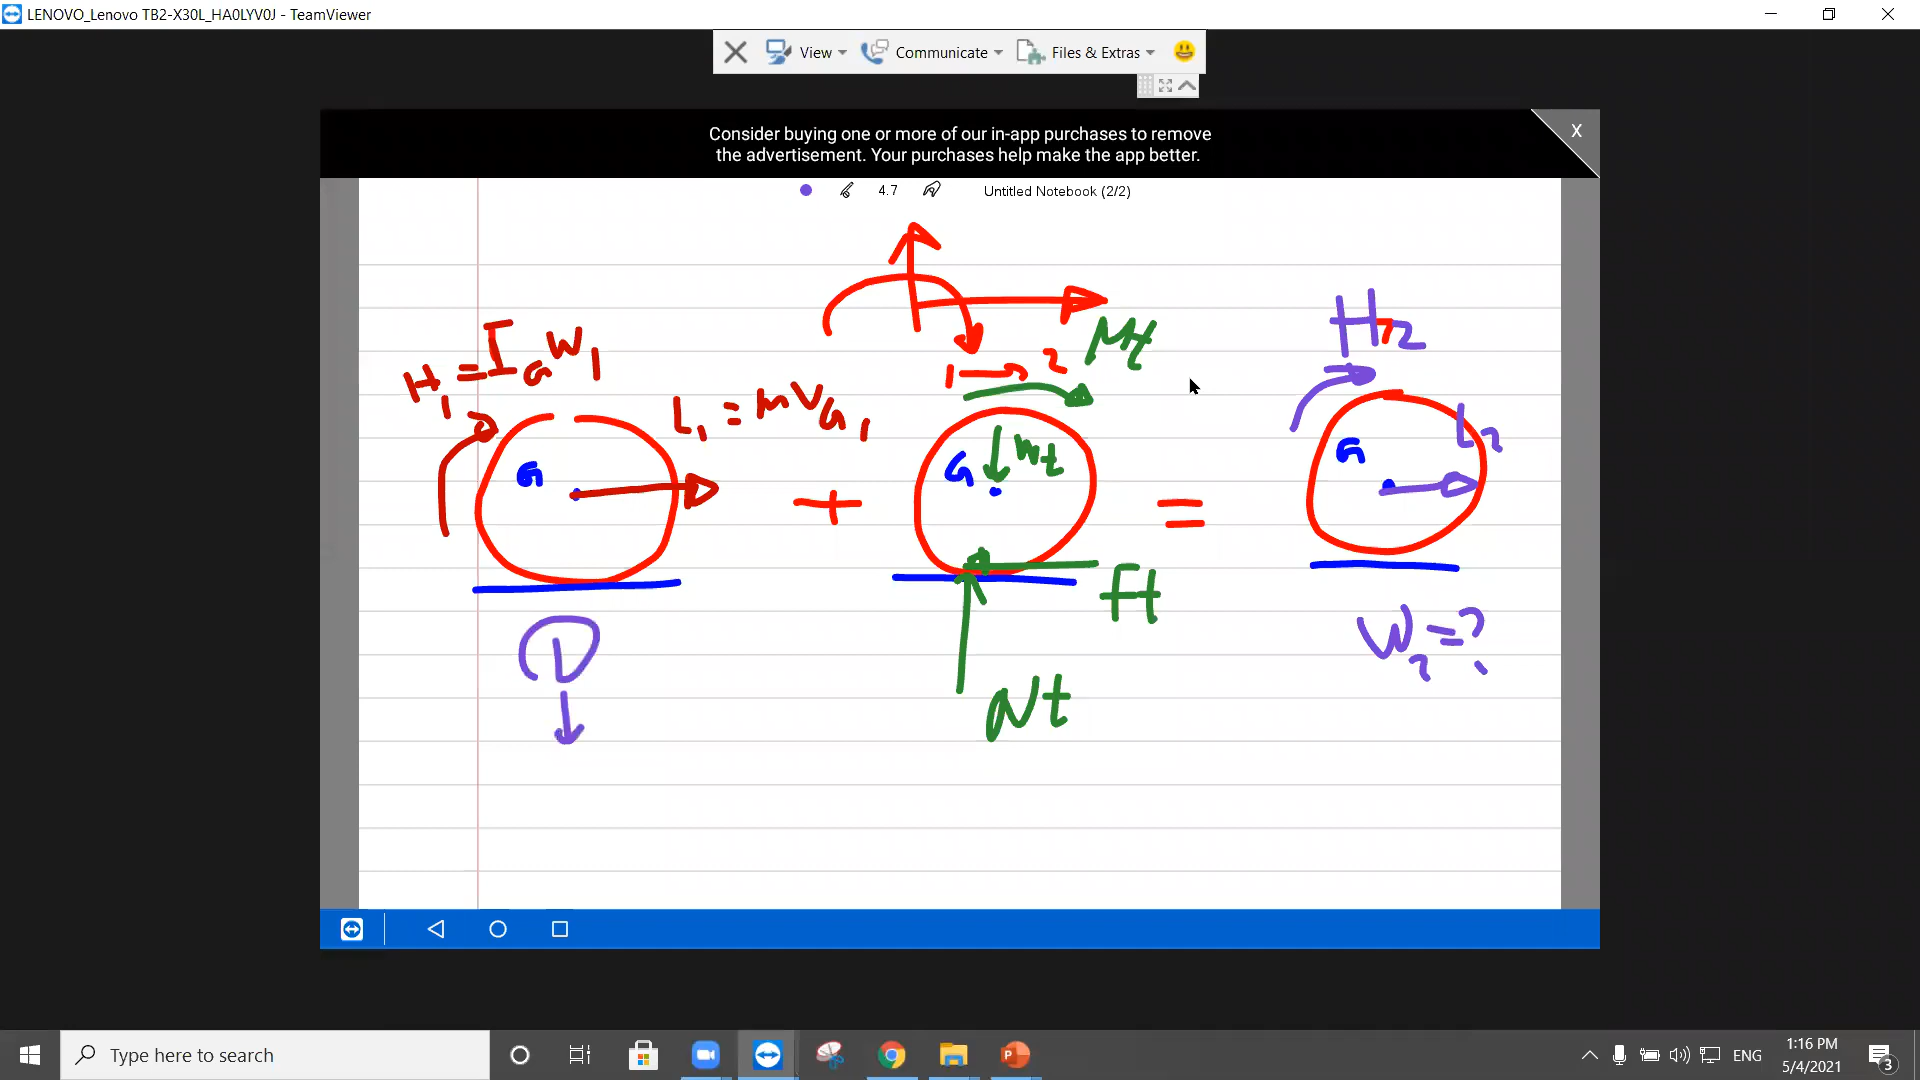 LENOVO_Lenovo TB2-X30L_HA0LYV0J - TeamViewer
View Communicate Files & Extras
Consider buying one or more of our in-app purchases to remove
the advertisement. Your purchases help make the app better.
X
4.7 Untitled Notebook (2/2)
H1 = IG W1
L1 = mVG1
1 → 2
Mt
H2
G
G
Wt
G
L2
+
=
Ft
D
W2 = ?
Nt
Type here to search
ENG
1:16 PM
5/4/2021
3